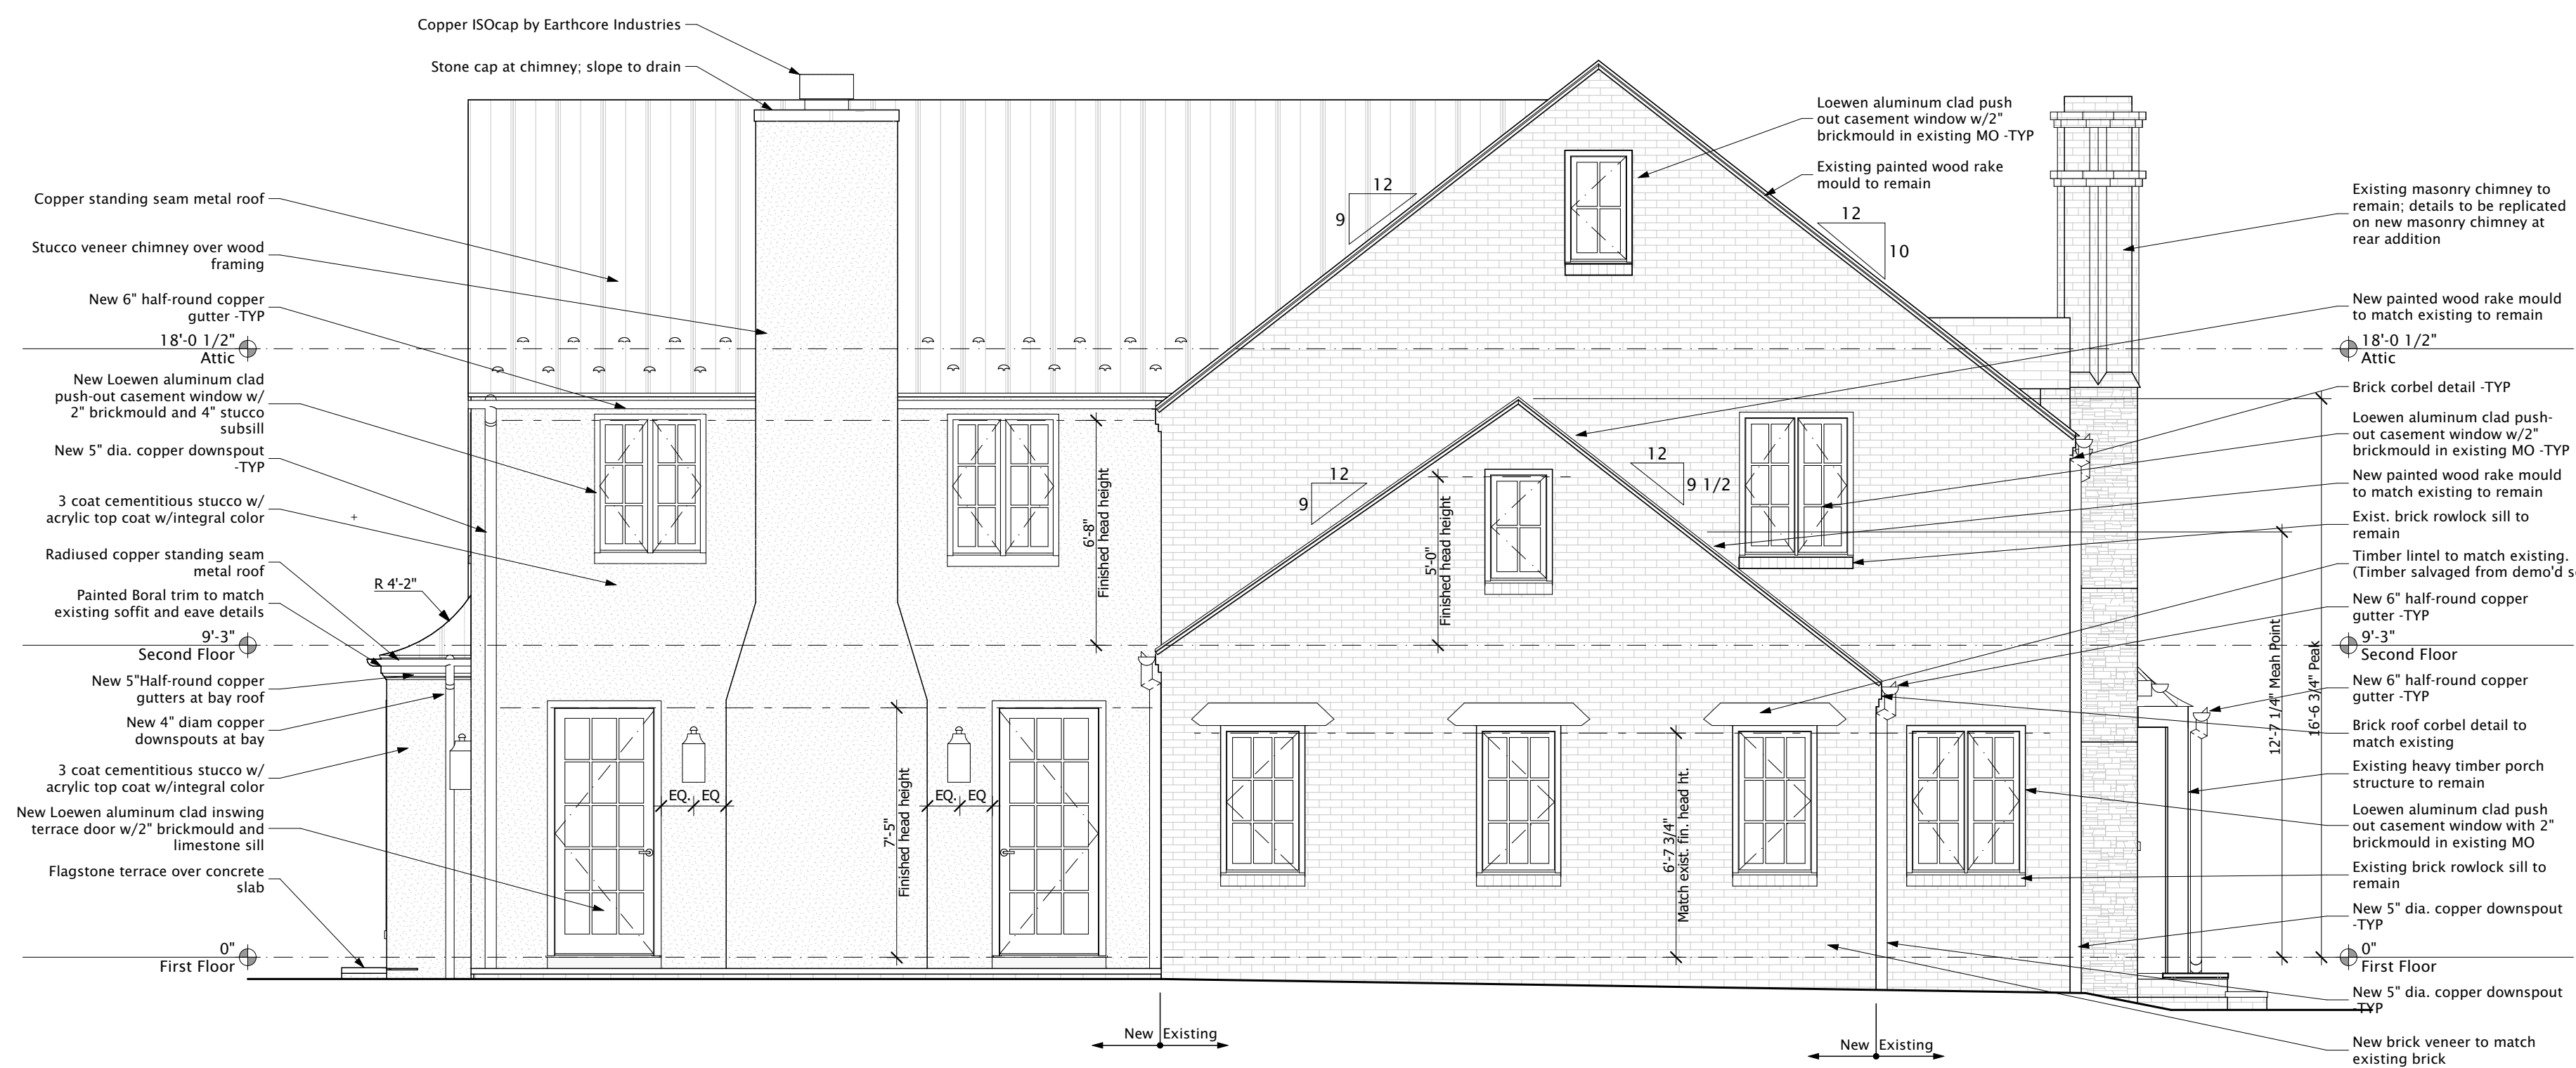 Copper ISOcap by Earthcore Industries
Stone cap at chimney; slope to drain
Copper standing seam metal roof
Stucco veneer chimney over wood
framing
New 6" half-round copper
gutter -TYP
18'-0 1/2"
Attic
New Loewen aluminum clad
push-out casement window w/
2" brickmould and 4" stucco
subsill
New 5" dia. copper downspout
-TYP
3 coat cementitious stucco w/
acrylic top coat w/integral color
Radiused copper standing seam
metal roof
R 4'-2"
Painted Boral trim to match
existing soffit and eave details
9'-3"
Second Floor
New 5"Half-round copper
gutters at bay roof
New 4" diam copper
downspouts at bay
3 coat cementitious stucco w/
acrylic top coat w/integral color
New Loewen aluminum clad inswing
terrace door w/2" brickmould and
limestone sill
Flagstone terrace over concrete
slab
0"
First Floor
EQ.
EQ
EQ.
EQ
7'-5"
Finished head height
6'-8"
Finished head height
12
9
12
10
12
9
12
9 1/2
5'-0"
Finished head height
6'-7 3/4"
Match exist. fin. head ht.
New
Existing
New
Existing
Loewen aluminum clad push
out casement window w/2"
brickmould in existing MO -TYP
Existing painted wood rake
mould to remain
Existing masonry chimney to
remain; details to be replicated
on new masonry chimney at
rear addition
New painted wood rake mould
to match existing to remain
18'-0 1/2"
Attic
Brick corbel detail -TYP
Loewen aluminum clad push-
out casement window w/2"
brickmould in existing MO -TYP
New painted wood rake mould
to match existing to remain
Exist. brick rowlock sill to
remain
Timber lintel to match existing.
(Timber salvaged from demo'd
New 6" half-round copper
gutter -TYP
9'-3"
Second Floor
12'-7 1/4" Meah Point
16'-6 3/4" Peak
New 6" half-round copper
gutter -TYP
Brick roof corbel detail to
match existing
Existing heavy timber porch
structure to remain
Loewen aluminum clad push
out casement window with 2"
brickmould in existing MO
Existing brick rowlock sill to
remain
New 5" dia. copper downspout
-TYP
0"
First Floor
New 5" dia. copper downspout
-TYP
New brick veneer to match
existing brick